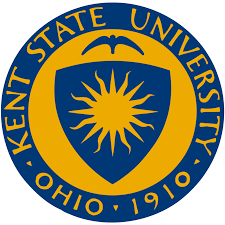 KENT STATE UNIVERSITY
· OHIO · 1910 ·